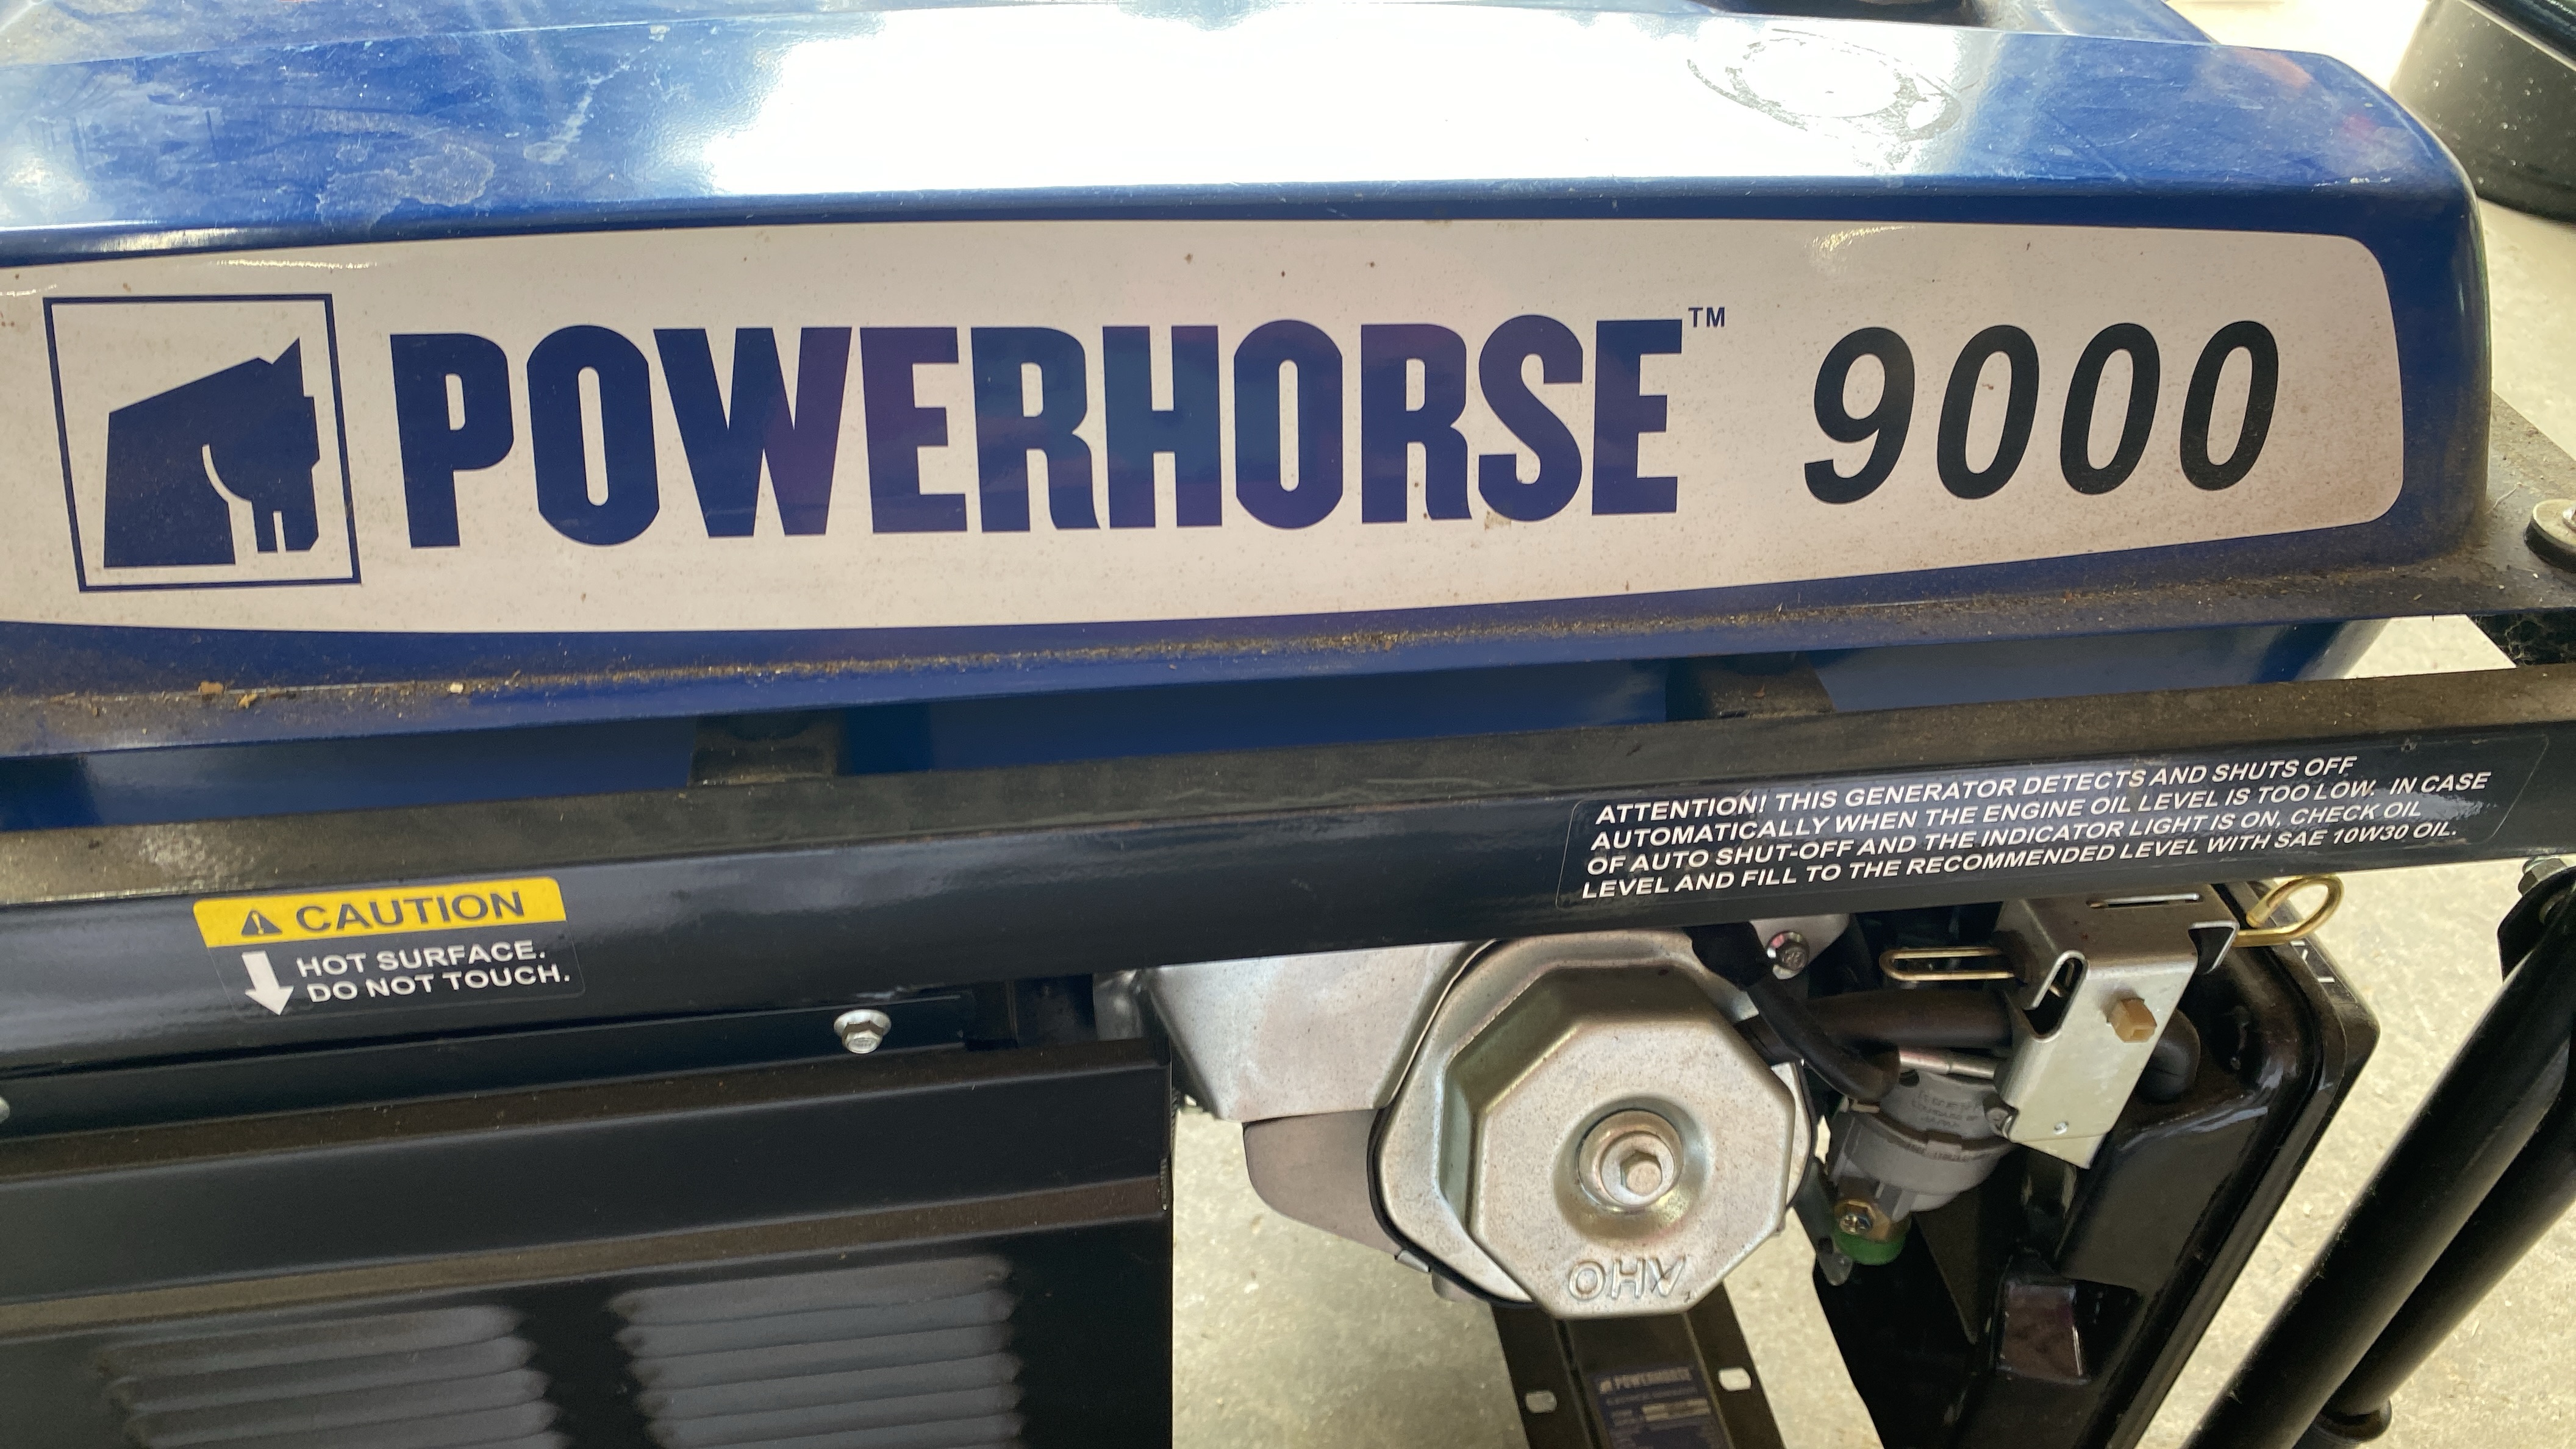 POWERHORSE™ 9000
ATTENTION! THIS GENERATOR DETECTS AND SHUTS OFF
AUTOMATICALLY WHEN THE ENGINE OIL LEVEL IS TOO LOW. IN CASE
OF AUTO SHUT-OFF AND THE INDICATOR LIGHT IS ON, CHECK OIL
LEVEL AND FILL TO THE RECOMMENDED LEVEL WITH SAE 10W30 OIL.
CAUTION
HOT SURFACE.
DO NOT TOUCH.
OHV
POWERHORSE